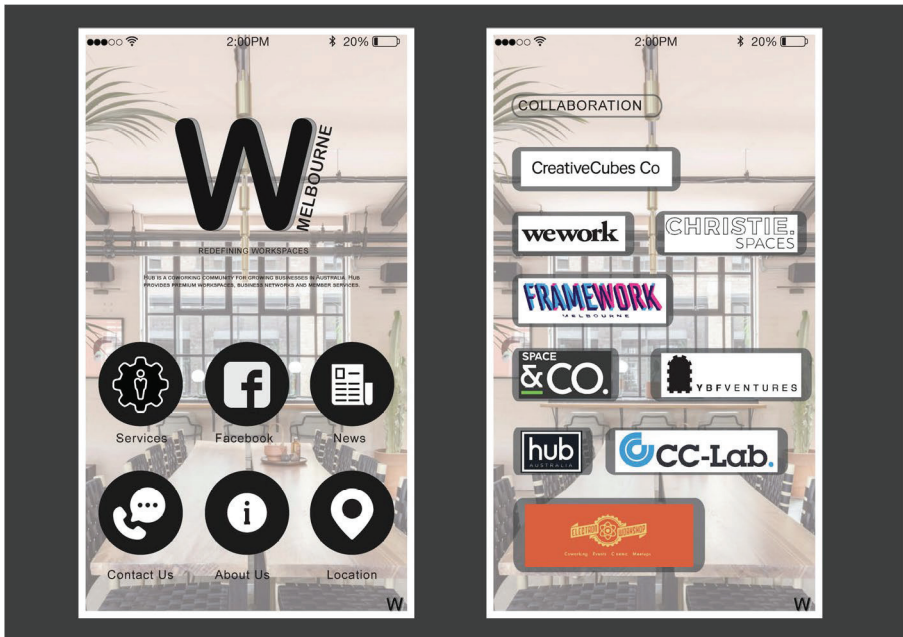 2:00PM
20%
W
MELBOURNE
REDEFINING WORKSPACES
HUB IS A COWORKING COMMUNITY FOR GROWING BUSINESSES IN AUSTRALIA. HUB
PROVIDES PREMIUM WORKSPACES, BUSINESS NETWORKS AND MEMBER SERVICES.
Services
Facebook
News
Contact Us
About Us
Location
W
2:00PM
20%
COLLABORATION
CreativeCubes Co
wework
CHRISTIE.
SPACES
FRAMEWORK
MELBOURNE
SPACE
&CO.
YBFVENTURES
hub
AUSTRALIA
CC-Lab.
W